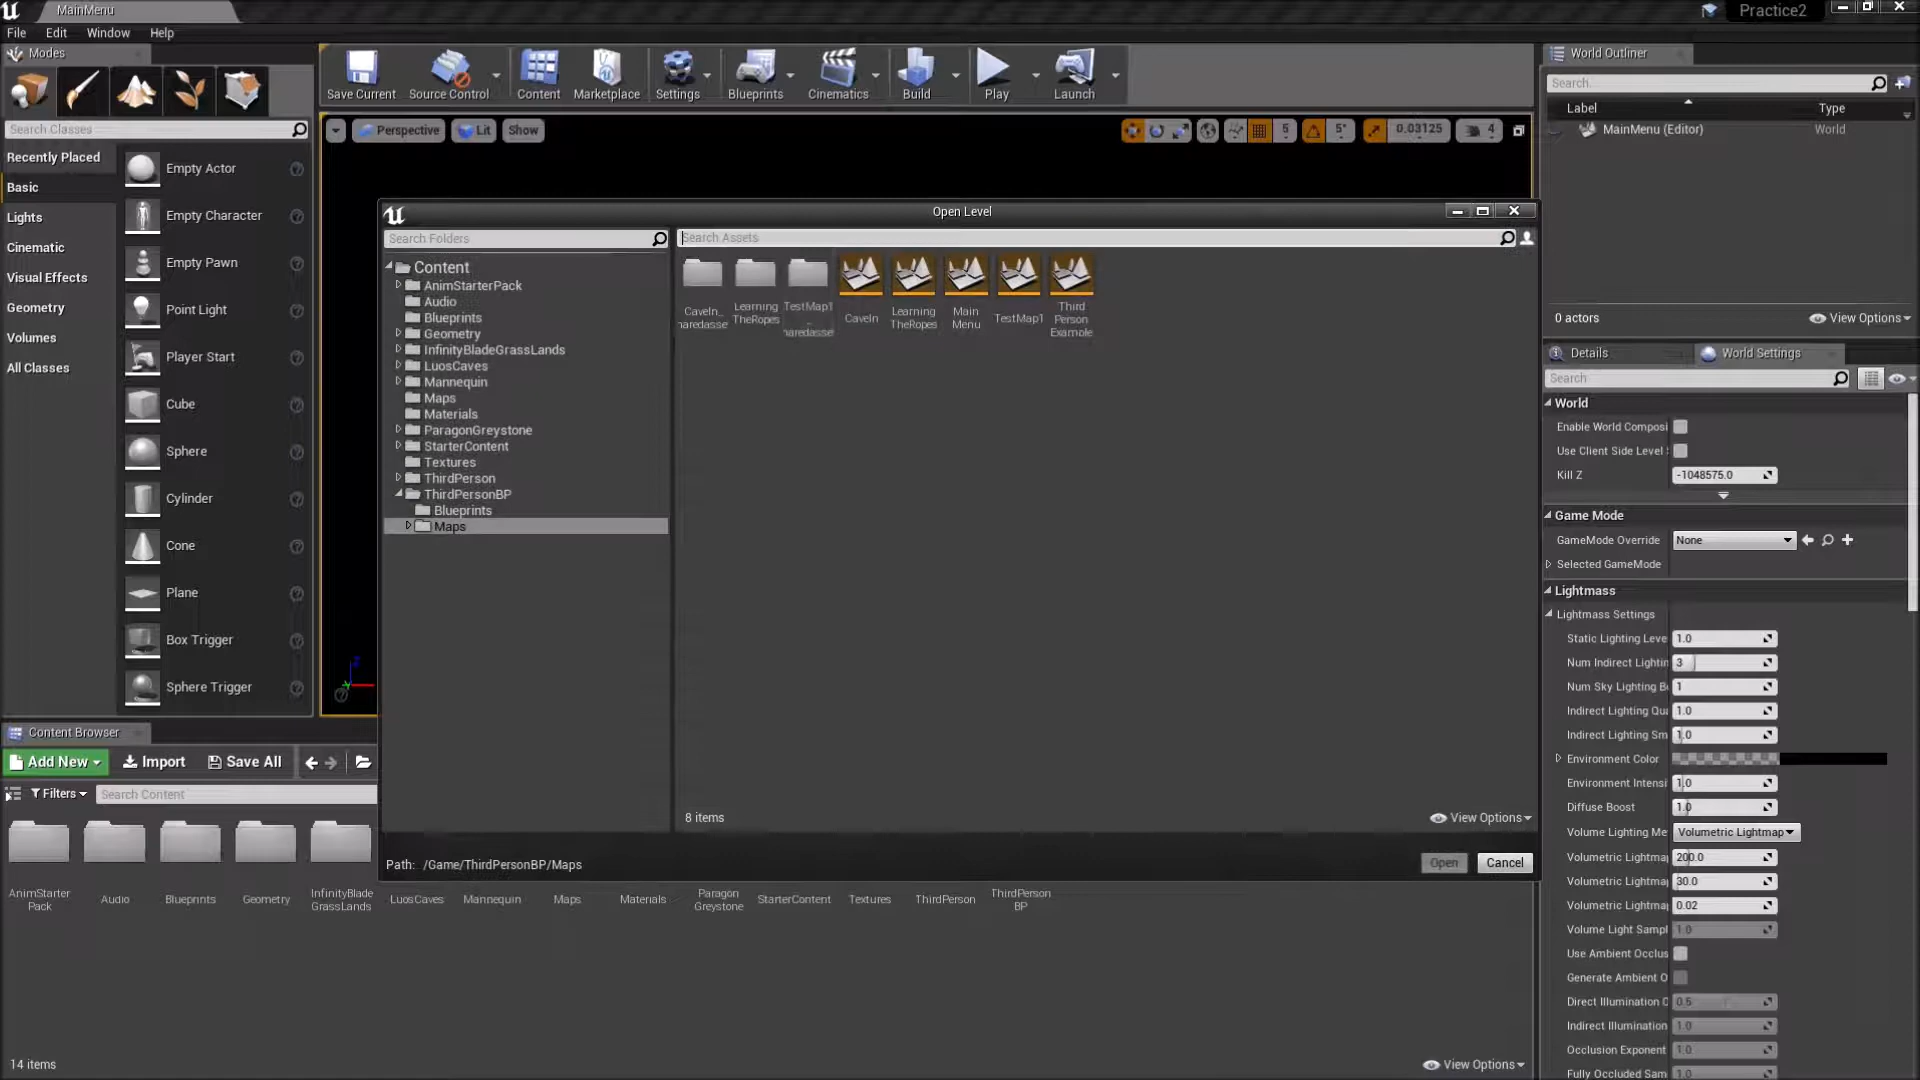 MainMenu
Practice2
File
Edit
Window
Help
Modes
Save Current
Source Control
Content
Marketplace
Settings
Blueprints
Cinematics
Build
Play
Launch
World Outliner
Search Classes
Perspective
Lit
Show
5
5°
0.03125
4
Search...
Label
Type
MainMenu (Editor)
World
Recently Placed
Basic
Lights
Cinematic
Visual Effects
Geometry
Volumes
All Classes
Empty Actor
Empty Character
Empty Pawn
Point Light
Player Start
Cube
Sphere
Cylinder
Cone
Plane
Box Trigger
Sphere Trigger
Open Level
Search Folders
Search Assets
Content
AnimStarterPack
Audio
Blueprints
Geometry
InfinityBladeGrassLands
LuosCaves
Mannequin
Maps
Materials
ParagonGreystone
StarterContent
Textures
ThirdPerson
ThirdPersonBP
Blueprints
Maps
CaveIn_
haredasse
Learning
TheRopes
TestMap1
_
haredasse
CaveIn
Learning
TheRopes
Main
Menu
TestMap1
Third
Person
Example
8 items
View Options
Path: /Game/ThirdPersonBP/Maps
Open
Cancel
0 actors
View Options
Details
World Settings
Search
World
Enable World Composi
Use Client Side Level
Kill Z
-1048575.0
Game Mode
GameMode Override
None
Selected GameMode
Lightmass
Lightmass Settings
Static Lighting Leve
1.0
Num Indirect Lightin
3
Num Sky Lighting B
1
Indirect Lighting Qua
1.0
Indirect Lighting Sm
1.0
Environment Color
Environment Intensi
1.0
Diffuse Boost
1.0
Volume Lighting Me
Volumetric Lightmap
Volumetric Lightma
200.0
Volumetric Lightma
30.0
Volumetric Lightma
0.02
Volume Light Sampl
1.0
Use Ambient Occlus
Generate Ambient O
Direct Illumination O
0.5
Indirect Illumination
1.0
Occlusion Exponent
1.0
Fully Occluded Sam
1.0
Content Browser
Add New
Import
Save All
Filters
Search Content
AnimStarter
Pack
Audio
Blueprints
Geometry
InfinityBlade
GrassLands
LuosCaves
Mannequin
Maps
Materials
Paragon
Greystone
StarterContent
Textures
ThirdPerson
ThirdPerson
BP
14 items
View Options